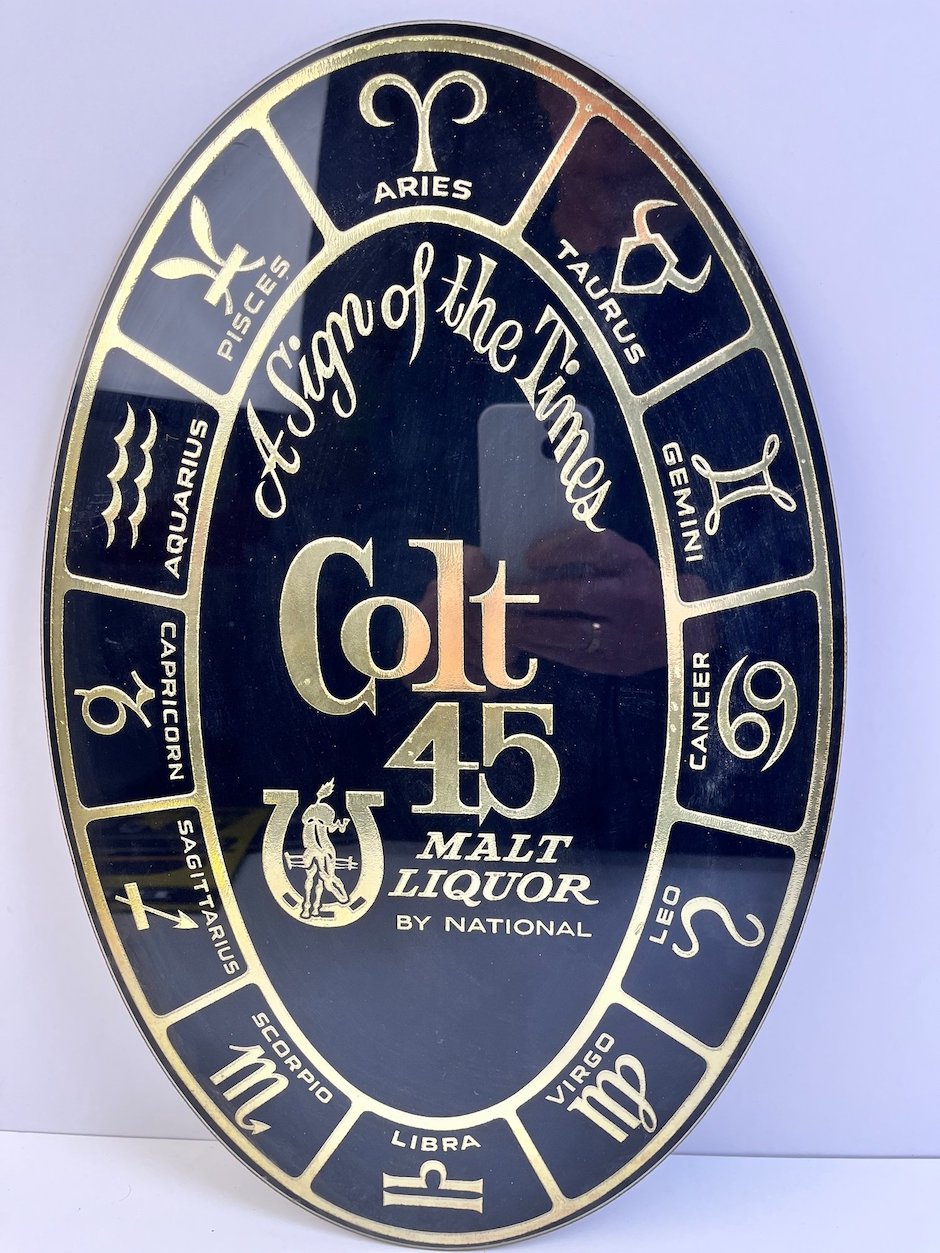 ARIES
TAURUS
GEMINI
CANCER
LEO
VIRGO
LIBRA
SCORPIO
SAGITTARIUS
CAPRICORN
AQUARIUS
PISCES
A Sign of the Times
Colt
45
MALT
LIQUOR
BY NATIONAL